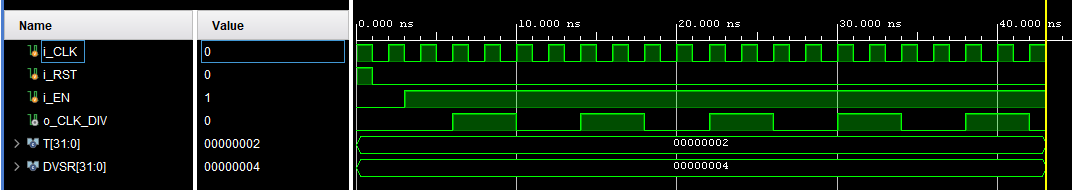 Name Value 0.000 ns 10.000 ns 20.000 ns 30.000 ns 40.000 ns
i_CLK 0
i_RST 0
i_EN 1
o_CLK_DIV 0
T[31:0] 00000002 00000002
DVSR[31:0] 00000004 00000004